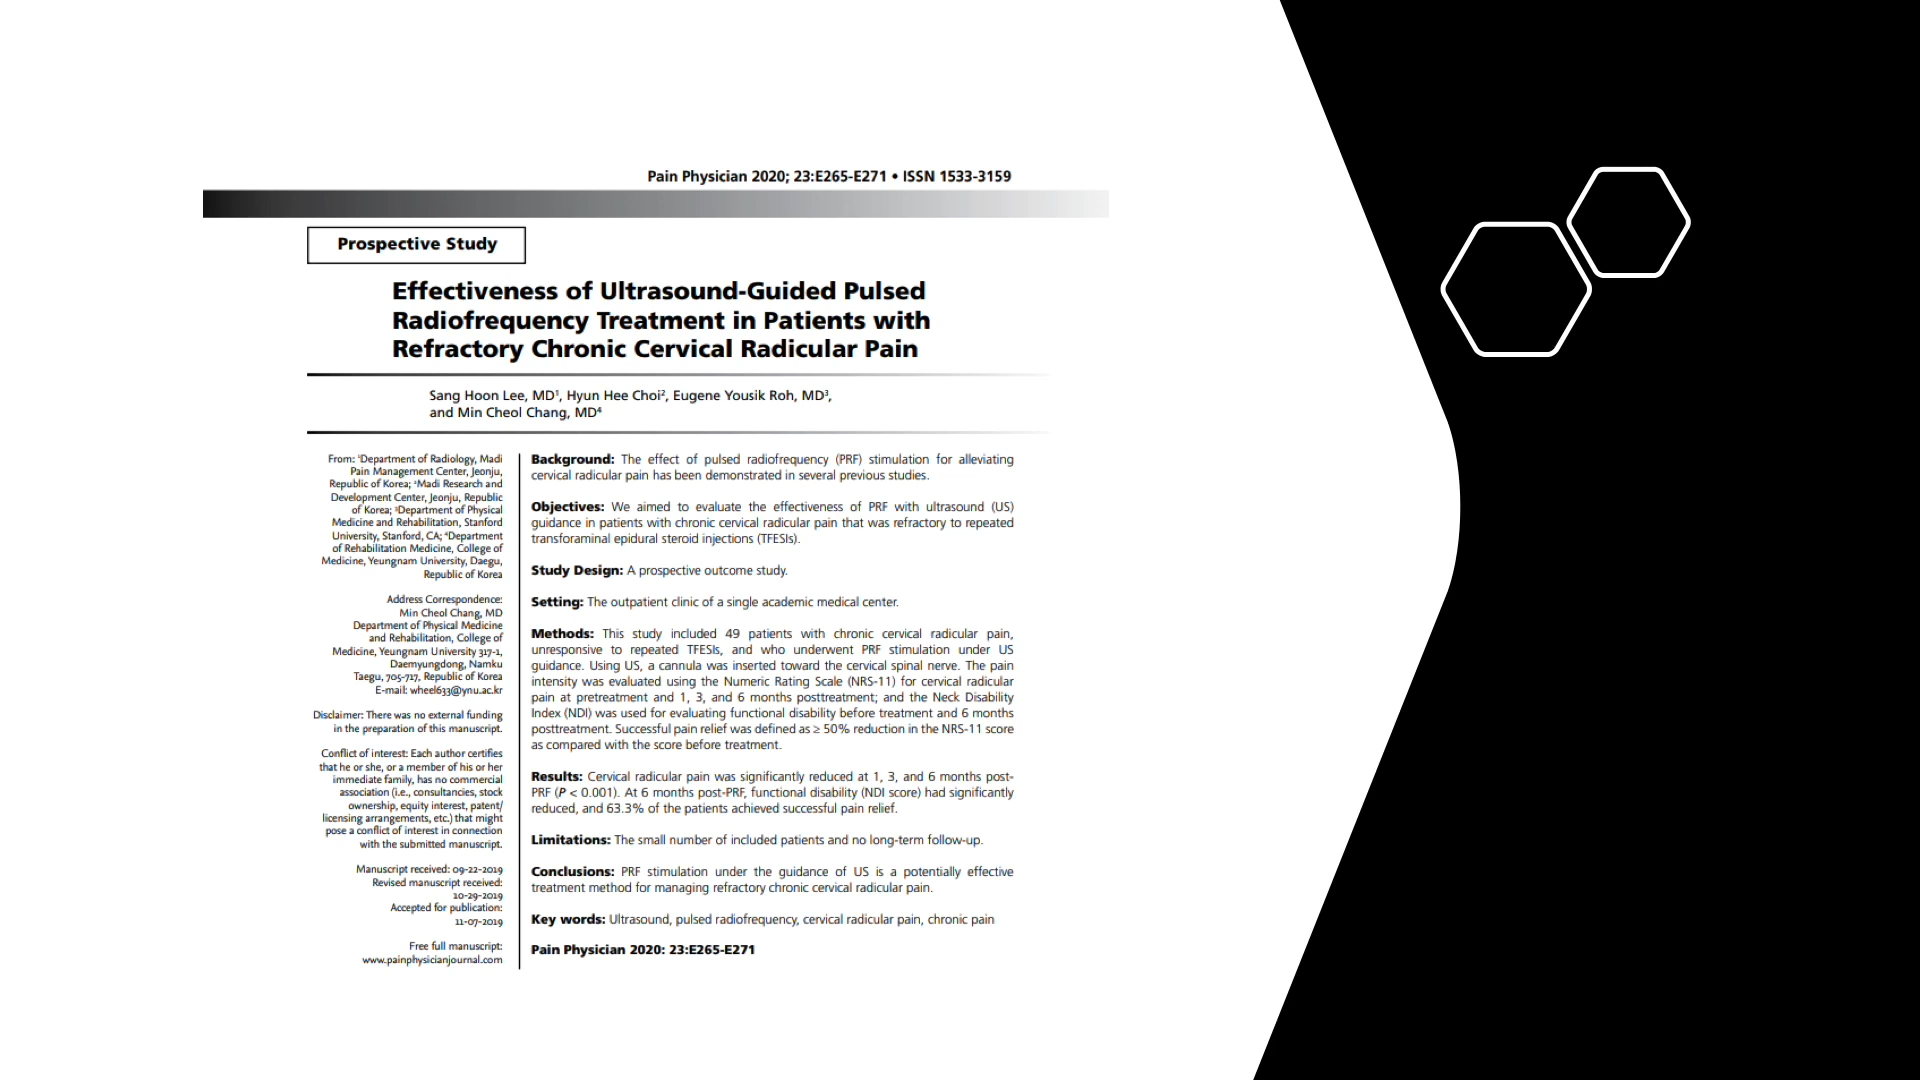 Pain Physician 2020; 23:E265-E271 • ISSN 1533-3159
Prospective Study
Effectiveness of Ultrasound-Guided Pulsed
Radiofrequency Treatment in Patients with
Refractory Chronic Cervical Radicular Pain
Sang Hoon Lee, MD¹, Hyun Hee Choi², Eugene Yousik Roh, MD³,
and Min Cheol Chang, MD⁴
From: ¹Department of Radiology, Madi
Pain Management Center, Jeonju,
Republic of Korea; ²Madi Research and
Development Center, Jeonju, Republic
of Korea; ³Department of Physical
Medicine and Rehabilitation, Stanford
University, Stanford, CA; ⁴Department
of Rehabilitation Medicine, College of
Medicine, Yeungnam University, Daegu,
Republic of Korea
Address Correspondence:
Min Cheol Chang, MD
Department of Physical Medicine
and Rehabilitation, College of
Medicine, Yeungnam University 317-1,
Daemyungdong, Namku
Taegu, 705-717, Republic of Korea
E-mail: wheel633@ynu.ac.kr
Disclaimer: There was no external funding
in the preparation of this manuscript.
Conflict of interest: Each author certifies
that he or she, or a member of his or her
immediate family, has no commercial
association (i.e., consultancies, stock
ownership, equity interest, patent/
licensing arrangements, etc.) that might
pose a conflict of interest in connection
with the submitted manuscript.
Manuscript received: 09-22-2019
Revised manuscript received:
10-29-2019
Accepted for publication:
11-07-2019
Free full manuscript:
www.painphysicianjournal.com
Background: The effect of pulsed radiofrequency (PRF) stimulation for alleviating
cervical radicular pain has been demonstrated in several previous studies.
Objectives: We aimed to evaluate the effectiveness of PRF with ultrasound (US)
guidance in patients with chronic cervical radicular pain that was refractory to repeated
transforaminal epidural steroid injections (TFESIs).
Study Design: A prospective outcome study.
Setting: The outpatient clinic of a single academic medical center.
Methods: This study included 49 patients with chronic cervical radicular pain,
unresponsive to repeated TFESIs, and who underwent PRF stimulation under US
guidance. Using US, a cannula was inserted toward the cervical spinal nerve. The pain
intensity was evaluated using the Numeric Rating Scale (NRS-11) for cervical radicular
pain at pretreatment and 1, 3, and 6 months posttreatment; and the Neck Disability
Index (NDI) was used for evaluating functional disability before treatment and 6 months
posttreatment. Successful pain relief was defined as ≥ 50% reduction in the NRS-11 score
as compared with the score before treatment.
Results: Cervical radicular pain was significantly reduced at 1, 3, and 6 months post-
PRF (P < 0.001). At 6 months post-PRF, functional disability (NDI score) had significantly
reduced, and 63.3% of the patients achieved successful pain relief.
Limitations: The small number of included patients and no long-term follow-up.
Conclusions: PRF stimulation under the guidance of US is a potentially effective
treatment method for managing refractory chronic cervical radicular pain.
Key words: Ultrasound, pulsed radiofrequency, cervical radicular pain, chronic pain
Pain Physician 2020: 23:E265-E271